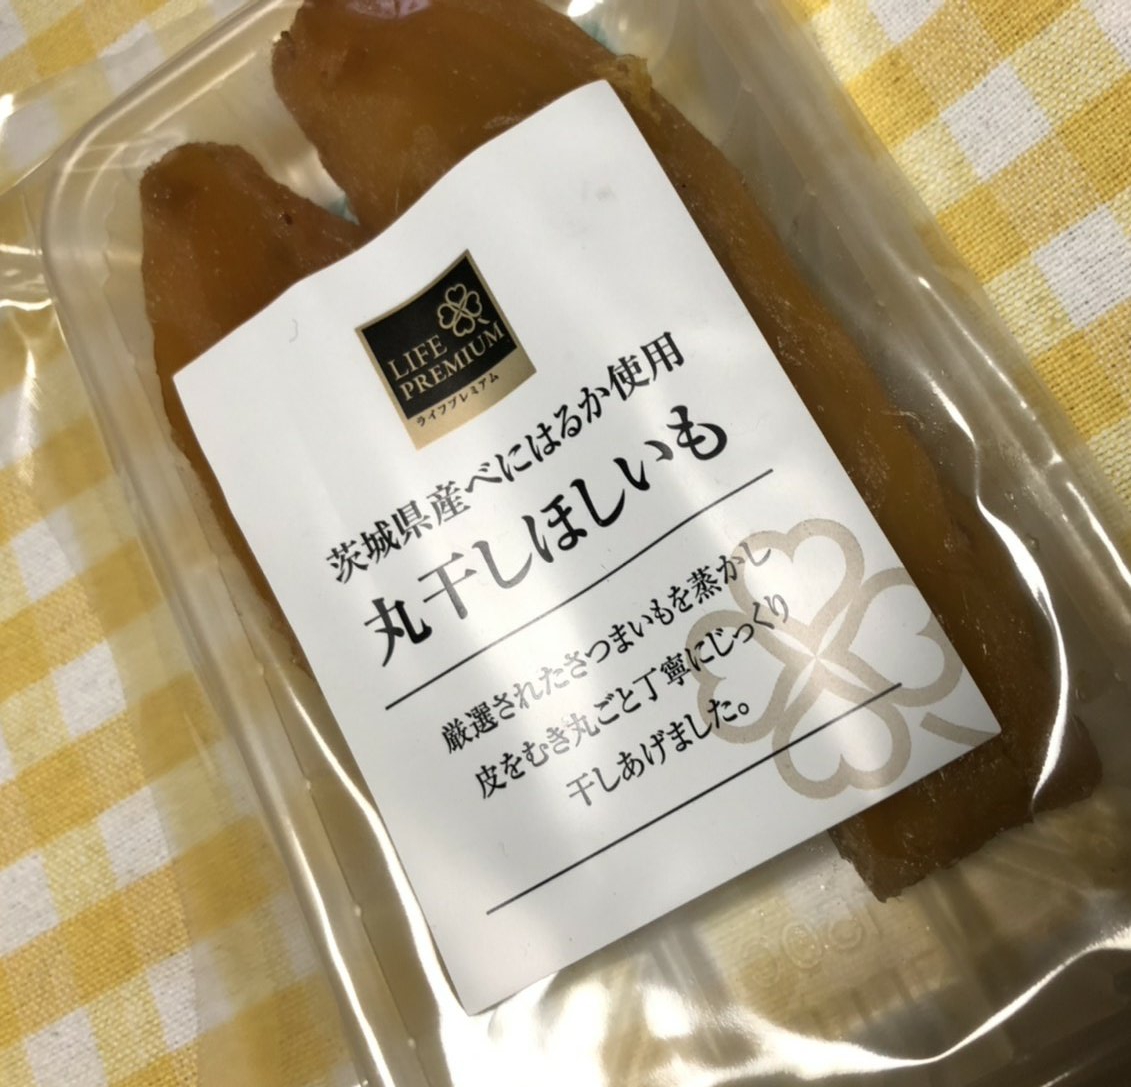 LIFE
PREMIUM
ライフプレミアム
茨城県産べにはるか使用
丸干しほしいも
厳選されたさつまいもを蒸かし
皮をむき丸ごと丁寧にじっくり
干しあげました。